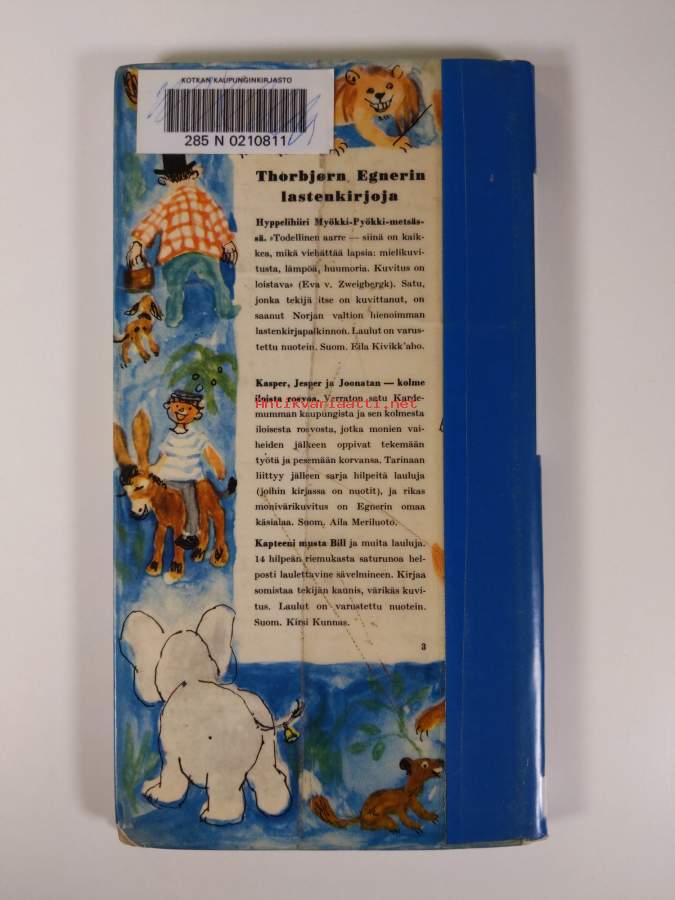 KOTKAN KAUPUNGINKIRJASTO
285 N 0210811
Thorbjørn Egnerin
lastenkirjoja
Hyppelihiiri Myökki-Pyökki-metsäs-
sä. »Todellinen aarre — siinä on kaik-
kea, mikä viehättää lapsia: mielikuvi-
tusta, lämpöä, huumoria. Kuvitus on
loistava» (Eva v. Zweigbergk). Satu,
jonka tekijä itse on kuvittanut, on
saanut Norjan valtion hienoimman
lastenkirjapalkinnon. Laulut on varus-
tettu nuotein. Suom. Eila Kivikk'aho.
Kasper, Jesper ja Joonatan — kolme
iloista rosvoa. Verraton satu Karde-
Antikvariaatti.net
mumman kaupungista ja sen kolmesta
iloisesta rosvosta, jotka monien vai-
heiden jälkeen oppivat tekemään
työtä ja pesemään korvansa. Tarinaan
liittyy jälleen sarja hilpeitä lauluja
(joihin kirjassa on nuotit), ja rikas
monivärikuvitus on Egnerin omaa
käsialaa. Suom. Aila Meriluoto.
Kapteeni musta Bill ja muita lauluja.
14 hilpeän riemukasta saturunoa hel-
posti laulettavine sävelmineen. Kirjaa
somistaa tekijän kaunis, värikäs kuvi-
tus. Laulut on varustettu nuotein.
Suom. Kirsi Kunnas.
3